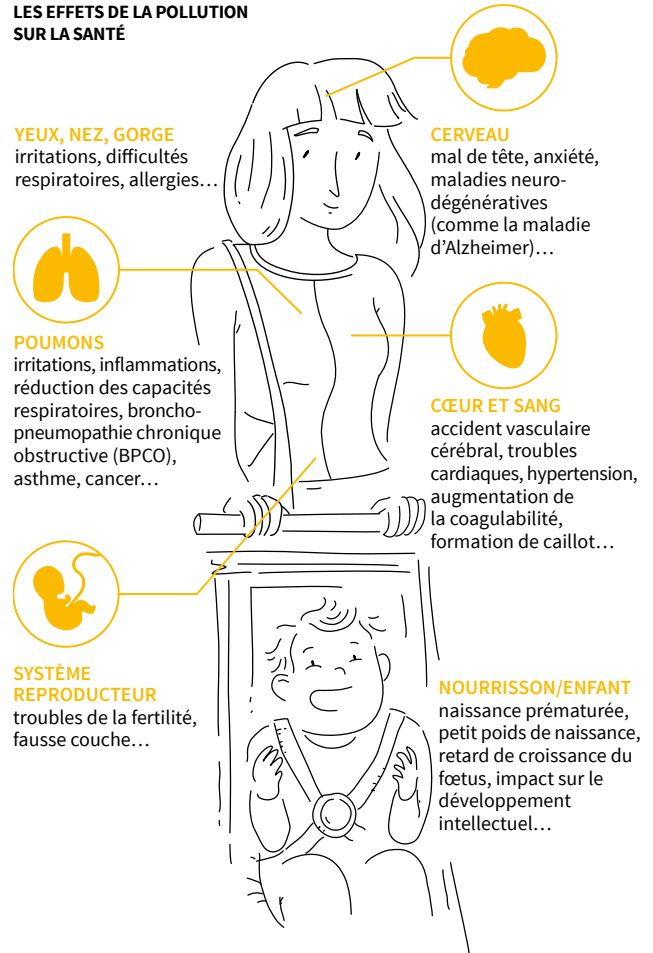 LES EFFETS DE LA POLLUTION
SUR LA SANTÉ
YEUX, NEZ, GORGE
irritations, difficultés
respiratoires, allergies…
CERVEAU
mal de tête, anxiété,
maladies neuro-
dégénératives
(comme la maladie
d’Alzheimer)…
POUMONS
irritations, inflammations,
réduction des capacités
respiratoires, broncho-
pneumopathie chronique
obstructive (BPCO),
asthme, cancer…
CŒUR ET SANG
accident vasculaire
cérébral, troubles
cardiaques, hypertension,
augmentation de
la coagulabilité,
formation de caillot…
SYSTÈME
REPRODUCTEUR
troubles de la fertilité,
fausse couche…
NOURRISSON/ENFANT
naissance prématurée,
petit poids de naissance,
retard de croissance du
fœtus, impact sur le
développement
intellectuel…